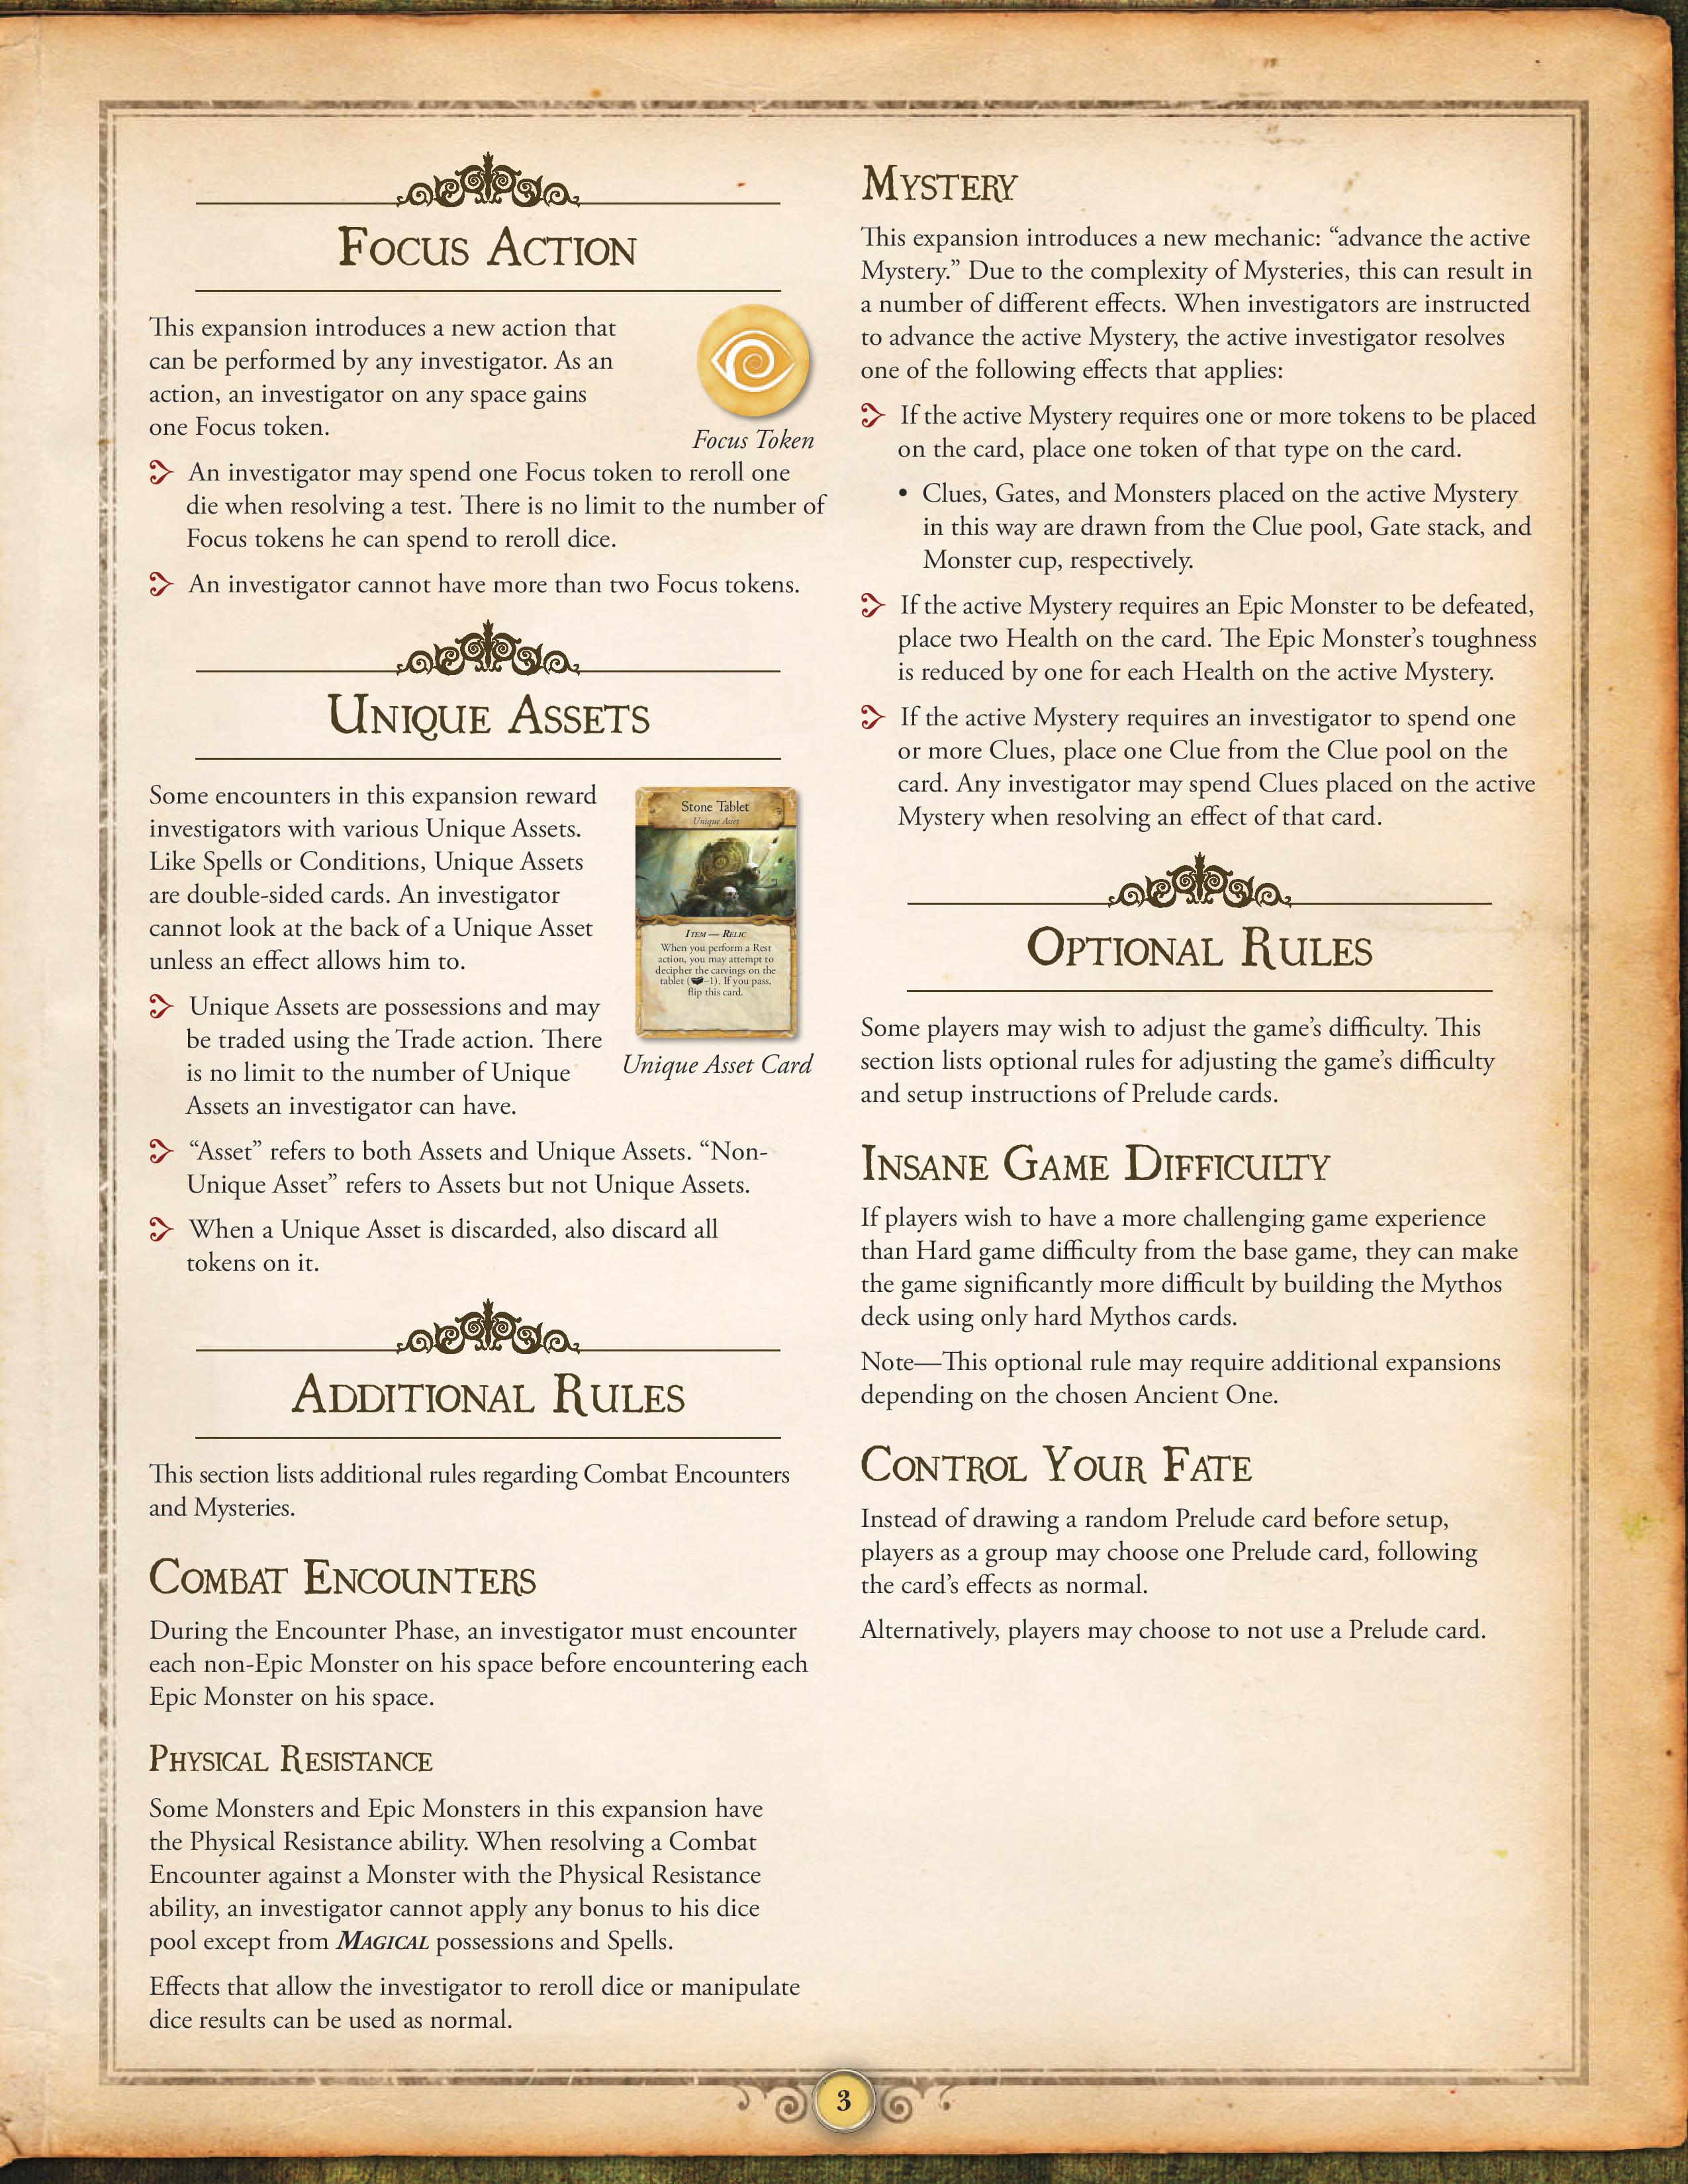 Focus Action
This expansion introduces a new action that
can be performed by any investigator. As an
action, an investigator on any space gains
one Focus token.
Focus Token
An investigator may spend one Focus token to reroll one
die when resolving a test. There is no limit to the number of
Focus tokens he can spend to reroll dice.
An investigator cannot have more than two Focus tokens.
Unique Assets
Some encounters in this expansion reward
investigators with various Unique Assets.
Like Spells or Conditions, Unique Assets
are double-sided cards. An investigator
cannot look at the back of a Unique Asset
unless an effect allows him to.
Unique Assets are possessions and may
be traded using the Trade action. There
is no limit to the number of Unique
Assets an investigator can have.
Stone Tablet
Unique Asset
Item — Relic
When you perform a Rest
action, you may attempt to
decipher the carvings on the
tablet (–1). If you pass,
flip this card.
Unique Asset Card
“Asset” refers to both Assets and Unique Assets. “Non-
Unique Asset” refers to Assets but not Unique Assets.
When a Unique Asset is discarded, also discard all
tokens on it.
Additional Rules
This section lists additional rules regarding Combat Encounters
and Mysteries.
Combat Encounters
During the Encounter Phase, an investigator must encounter
each non-Epic Monster on his space before encountering each
Epic Monster on his space.
Physical Resistance
Some Monsters and Epic Monsters in this expansion have
the Physical Resistance ability. When resolving a Combat
Encounter against a Monster with the Physical Resistance
ability, an investigator cannot apply any bonus to his dice
pool except from Magical possessions and Spells.
Effects that allow the investigator to reroll dice or manipulate
dice results can be used as normal.
Mystery
This expansion introduces a new mechanic: “advance the active
Mystery.” Due to the complexity of Mysteries, this can result in
a number of different effects. When investigators are instructed
to advance the active Mystery, the active investigator resolves
one of the following effects that applies:
If the active Mystery requires one or more tokens to be placed
on the card, place one token of that type on the card.
• Clues, Gates, and Monsters placed on the active Mystery
in this way are drawn from the Clue pool, Gate stack, and
Monster cup, respectively.
If the active Mystery requires an Epic Monster to be defeated,
place two Health on the card. The Epic Monster’s toughness
is reduced by one for each Health on the active Mystery.
If the active Mystery requires an investigator to spend one
or more Clues, place one Clue from the Clue pool on the
card. Any investigator may spend Clues placed on the active
Mystery when resolving an effect of that card.
Optional Rules
Some players may wish to adjust the game’s difficulty. This
section lists optional rules for adjusting the game’s difficulty
and setup instructions of Prelude cards.
Insane Game Difficulty
If players wish to have a more challenging game experience
than Hard game difficulty from the base game, they can make
the game significantly more difficult by building the Mythos
deck using only hard Mythos cards.
Note—This optional rule may require additional expansions
depending on the chosen Ancient One.
Control Your Fate
Instead of drawing a random Prelude card before setup,
players as a group may choose one Prelude card, following
the card’s effects as normal.
Alternatively, players may choose to not use a Prelude card.
3